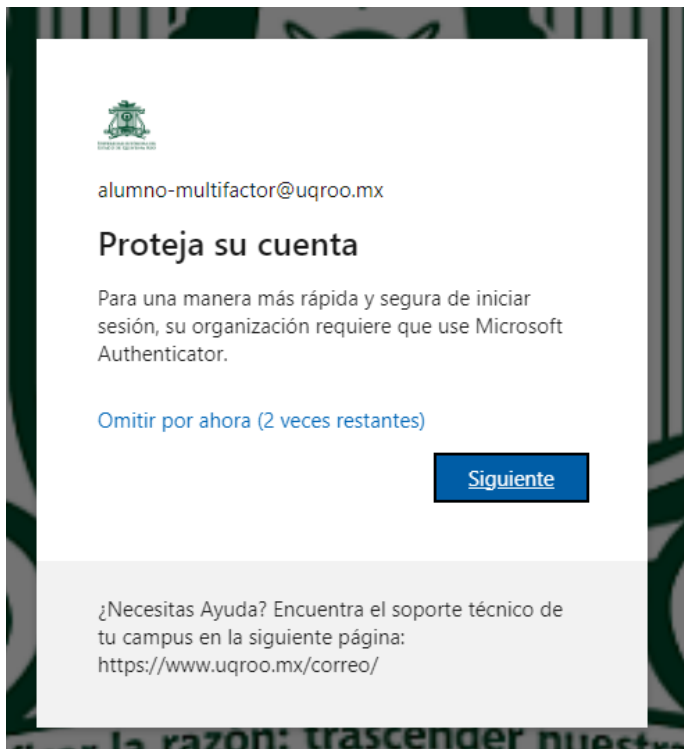 alumno-multifactor@uqroo.mx
Proteja su cuenta
Para una manera más rápida y segura de iniciar
sesión, su organización requiere que use Microsoft
Authenticator.
Omitir por ahora (2 veces restantes)
Siguiente
¿Necesitas Ayuda? Encuentra el soporte técnico de
tu campus en la siguiente página:
https://www.uqroo.mx/correo/
la razón: trascender